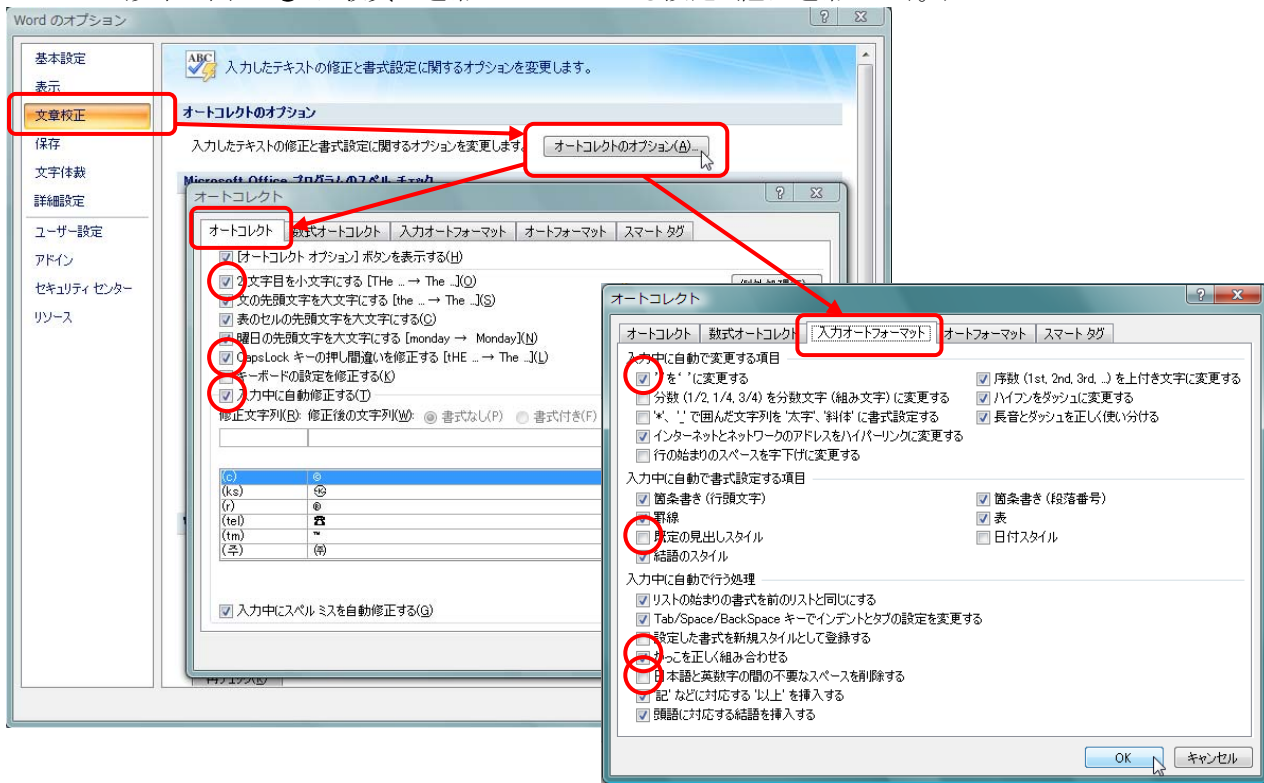 Word のオプション
基本設定
表示
文章校正
保存
文字体裁
詳細設定
ユーザー設定
アドイン
セキュリティ センター
リソース
入力したテキストの修正と書式設定に関するオプションを変更します。
オートコレクトのオプション
入力したテキストの修正と書式設定に関するオプションを変更します。 オートコレクトのオプション(A)...
Microsoft Office プログラムのスペル チェック
オートコレクト
オートコレクト 数式オートコレクト 入力オートフォーマット オートフォーマット スマート タグ
[オートコレクト オプション] ボタンを表示する(H)
2 文字目を小文字にする [THe ... → The ...](O)
文の先頭文字を大文字にする [the ... → The ...](S)
表のセルの先頭文字を大文字にする(C)
曜日の先頭文字を大文字にする [monday → Monday](N)
CapsLock キーの押し間違いを修正する [tHE ... → The ...](L)
キーボードの設定を修正する(K)
入力中に自動修正する(T)
修正文字列(R): 修正後の文字列(W): 書式なし(P) 書式付き(F)
(c) ©
(ks) ㉿
(r) ®
(tel) ☎
(tm) ™
(주) ㈜
入力中にスペル ミスを自動修正する(G)
オートコレクト
オートコレクト 数式オートコレクト 入力オートフォーマット オートフォーマット スマート タグ
入力中に自動で変更する項目
' 'を‘ ’に変更する 序数 (1st, 2nd, 3rd, ...) を上付き文字に変更する
分数 (1/2, 1/4, 3/4) を分数文字 (組み文字) に変更する ハイフンをダッシュに変更する
'*'、'_' で囲んだ文字列を '太字'、'斜体' に書式設定する 長音とダッシュを正しく使い分ける
インターネットとネットワークのアドレスをハイパーリンクに変更する
行の始まりのスペースを字下げに変更する
入力中に自動で書式設定する項目
箇条書き (行頭文字) 箇条書き (段落番号)
罫線 表
既定の見出しスタイル 日付スタイル
結語のスタイル
入力中に自動で行う処理
リストの始まりの書式を前のリストと同じにする
Tab/Space/BackSpace キーでインデントとタブの設定を変更する
設定した書式を新規スタイルとして登録する
かっこを正しく組み合わせる
日本語と英数字の間の不要なスペースを削除する
'記' などに対応する '以上' を挿入する
頭語に対応する結語を挿入する
OK キャンセル